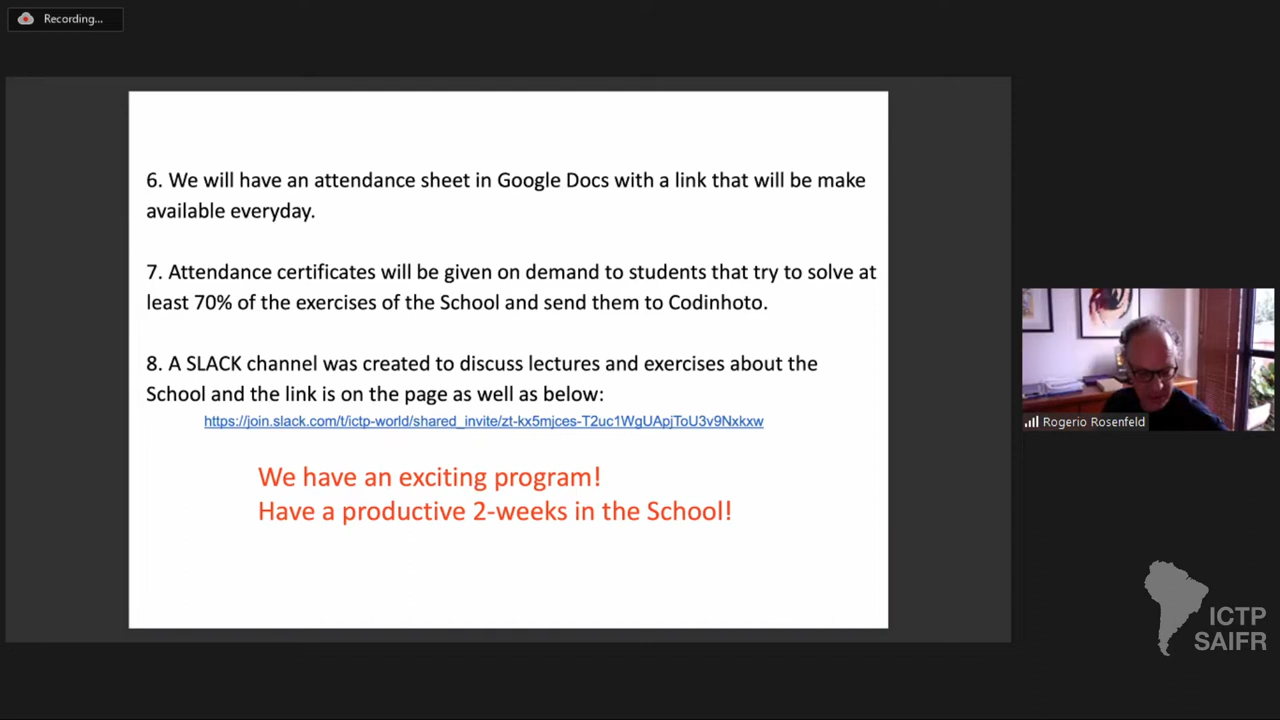 Recording...
6. We will have an attendance sheet in Google Docs with a link that will be make
available everyday.
7. Attendance certificates will be given on demand to students that try to solve at
least 70% of the exercises of the School and send them to Codinhoto.
8. A SLACK channel was created to discuss lectures and exercises about the
School and the link is on the page as well as below:
https://join.slack.com/t/ictp-world/shared_invite/zt-kx5mjces-T2uc1WgUApjToU3v9Nxkxw
We have an exciting program!
Have a productive 2-weeks in the School!
Rogerio Rosenfeld
ICTP
SAIFR